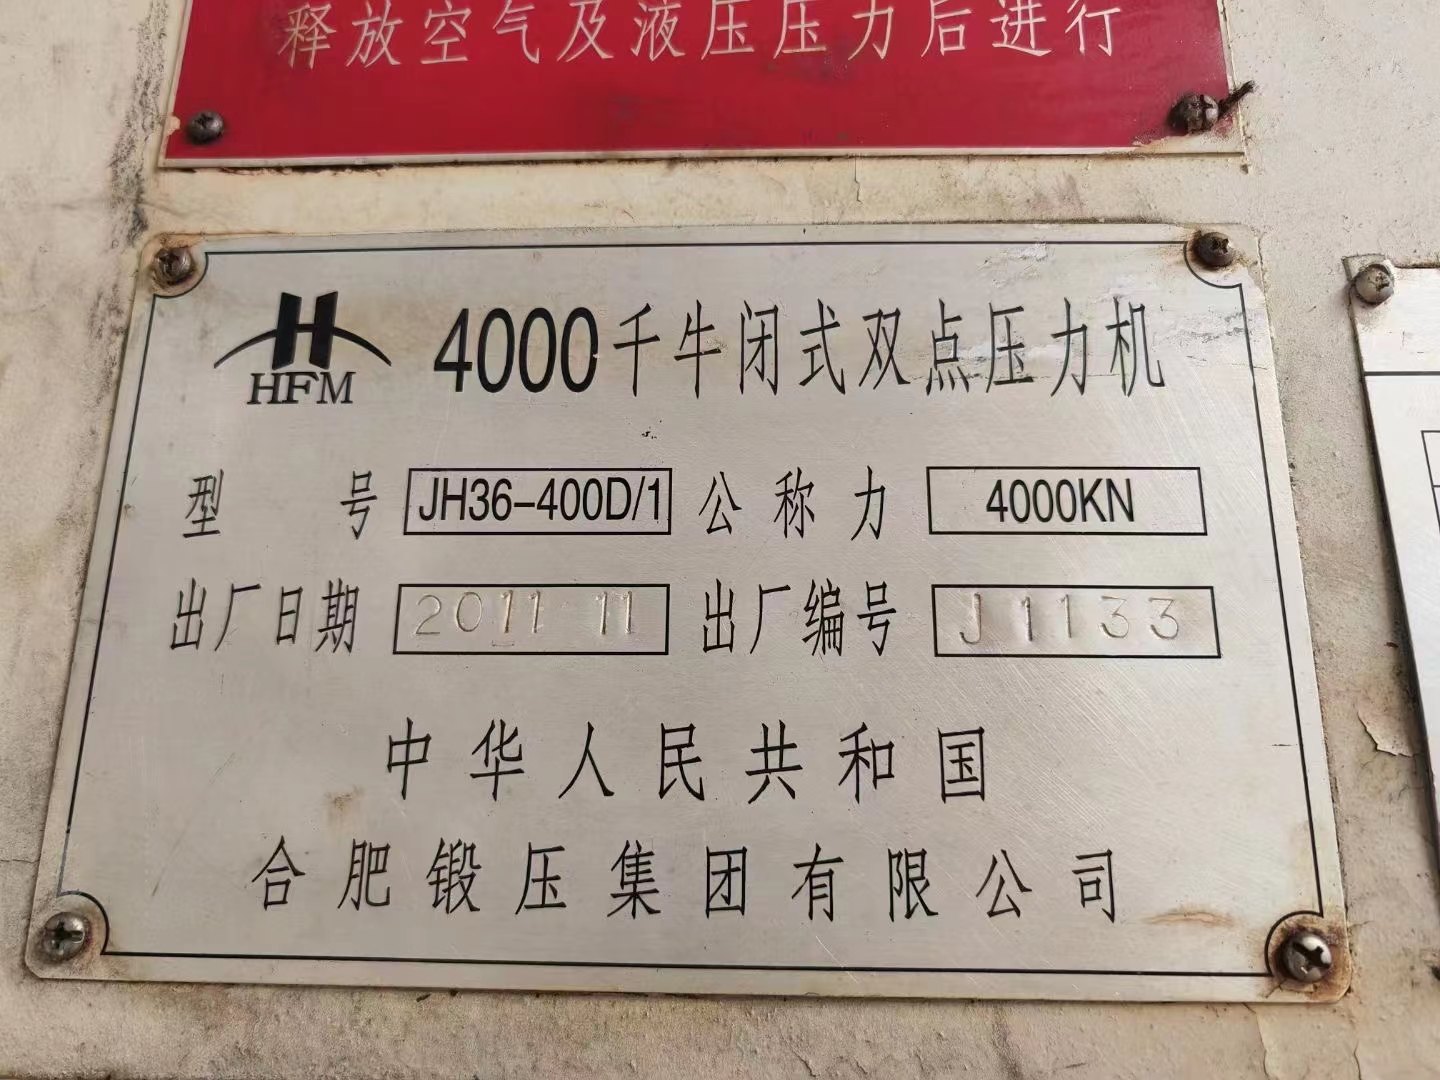 释放空气及液压压力后进行
HFM
4000千牛闭式双点压力机
型号 JH36-400D/1 公称力 4000KN
出厂日期 2011 11 出厂编号 J1133
中华人民共和国
合肥锻压集团有限公司